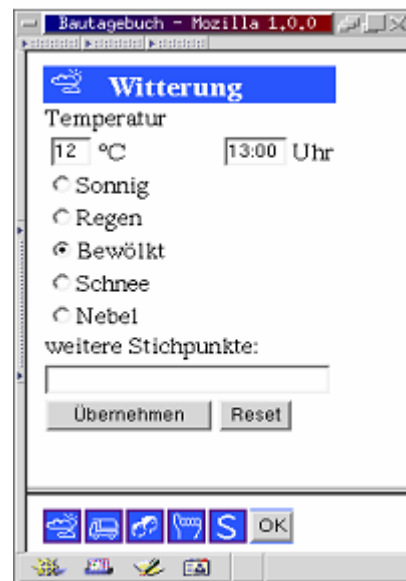 Bautagebuch - Mozilla 1.0.0
Witterung
Temperatur
12 °C 13:00 Uhr
Sonnig
Regen
Bewölkt
Schnee
Nebel
weitere Stichpunkte:
Übernehmen Reset
S OK